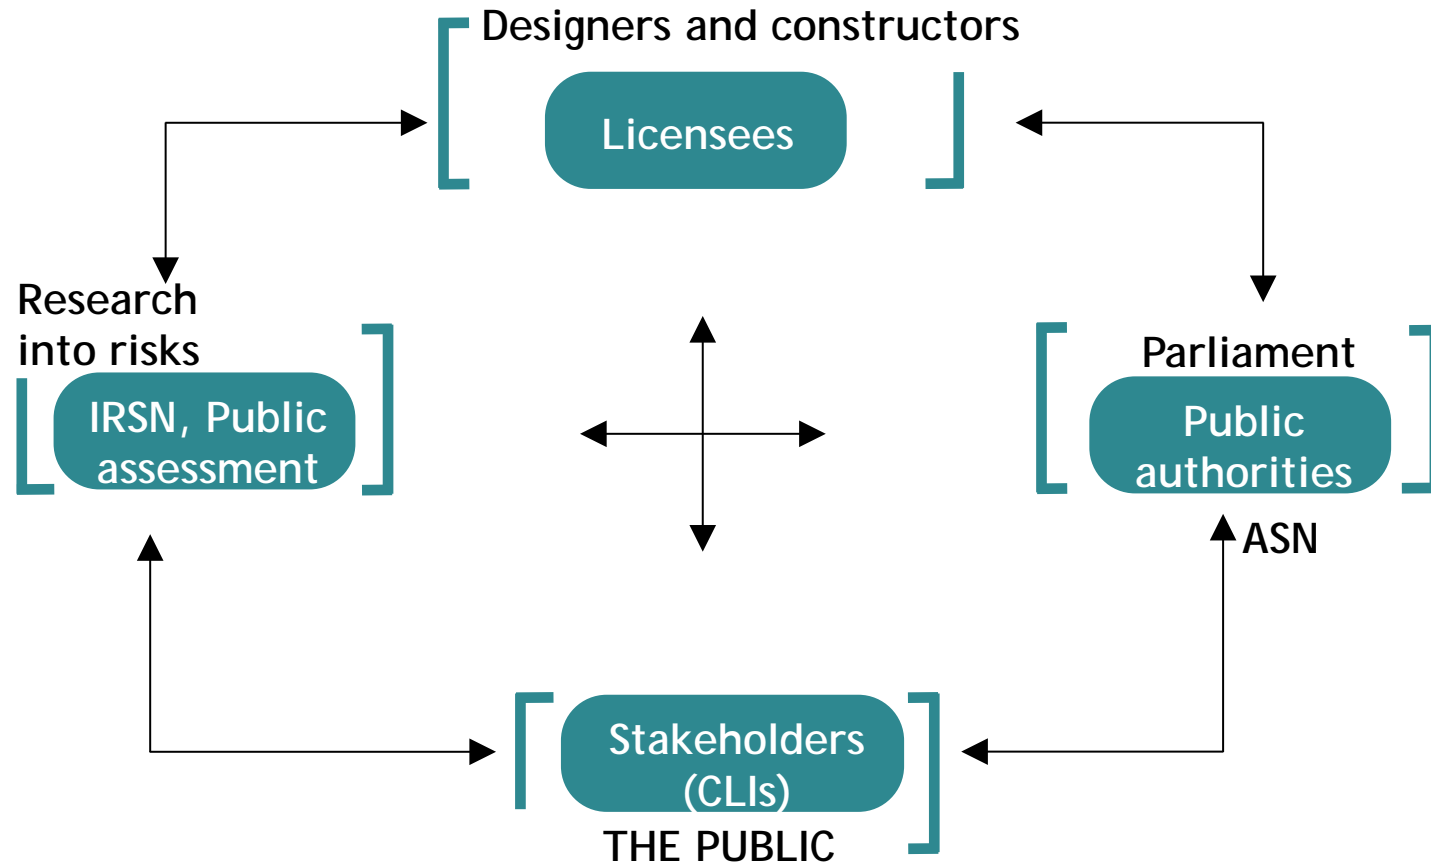 Designers and constructors
Licensees
Research
into risks
IRSN, Public
assessment
Parliament
Public
authorities
ASN
Stakeholders
(CLIs)
THE PUBLIC